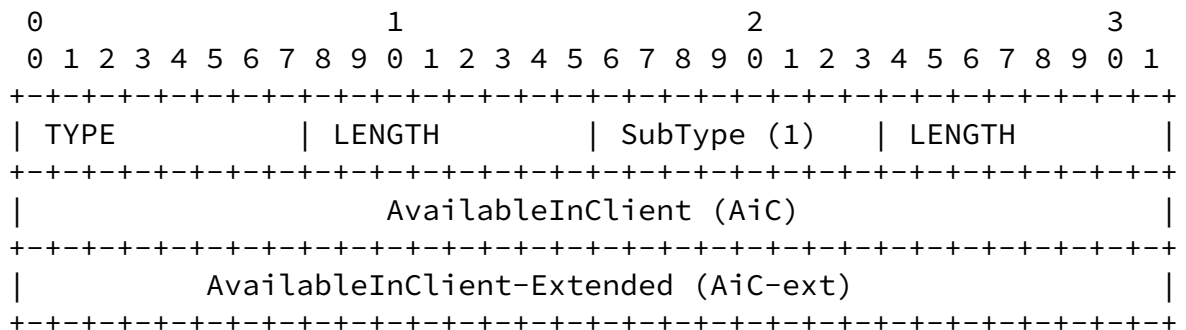 0                   1                   2                   3
 0 1 2 3 4 5 6 7 8 9 0 1 2 3 4 5 6 7 8 9 0 1 2 3 4 5 6 7 8 9 0 1
+-+-+-+-+-+-+-+-+-+-+-+-+-+-+-+-+-+-+-+-+-+-+-+-+-+-+-+-+-+-+-+-+
| TYPE          | LENGTH        | SubType (1)   | LENGTH        |
+-+-+-+-+-+-+-+-+-+-+-+-+-+-+-+-+-+-+-+-+-+-+-+-+-+-+-+-+-+-+-+-+
|                    AvailableInClient (AiC)                    |
+-+-+-+-+-+-+-+-+-+-+-+-+-+-+-+-+-+-+-+-+-+-+-+-+-+-+-+-+-+-+-+-+
|          AvailableInClient-Extended (AiC-ext)                 |
+-+-+-+-+-+-+-+-+-+-+-+-+-+-+-+-+-+-+-+-+-+-+-+-+-+-+-+-+-+-+-+-+